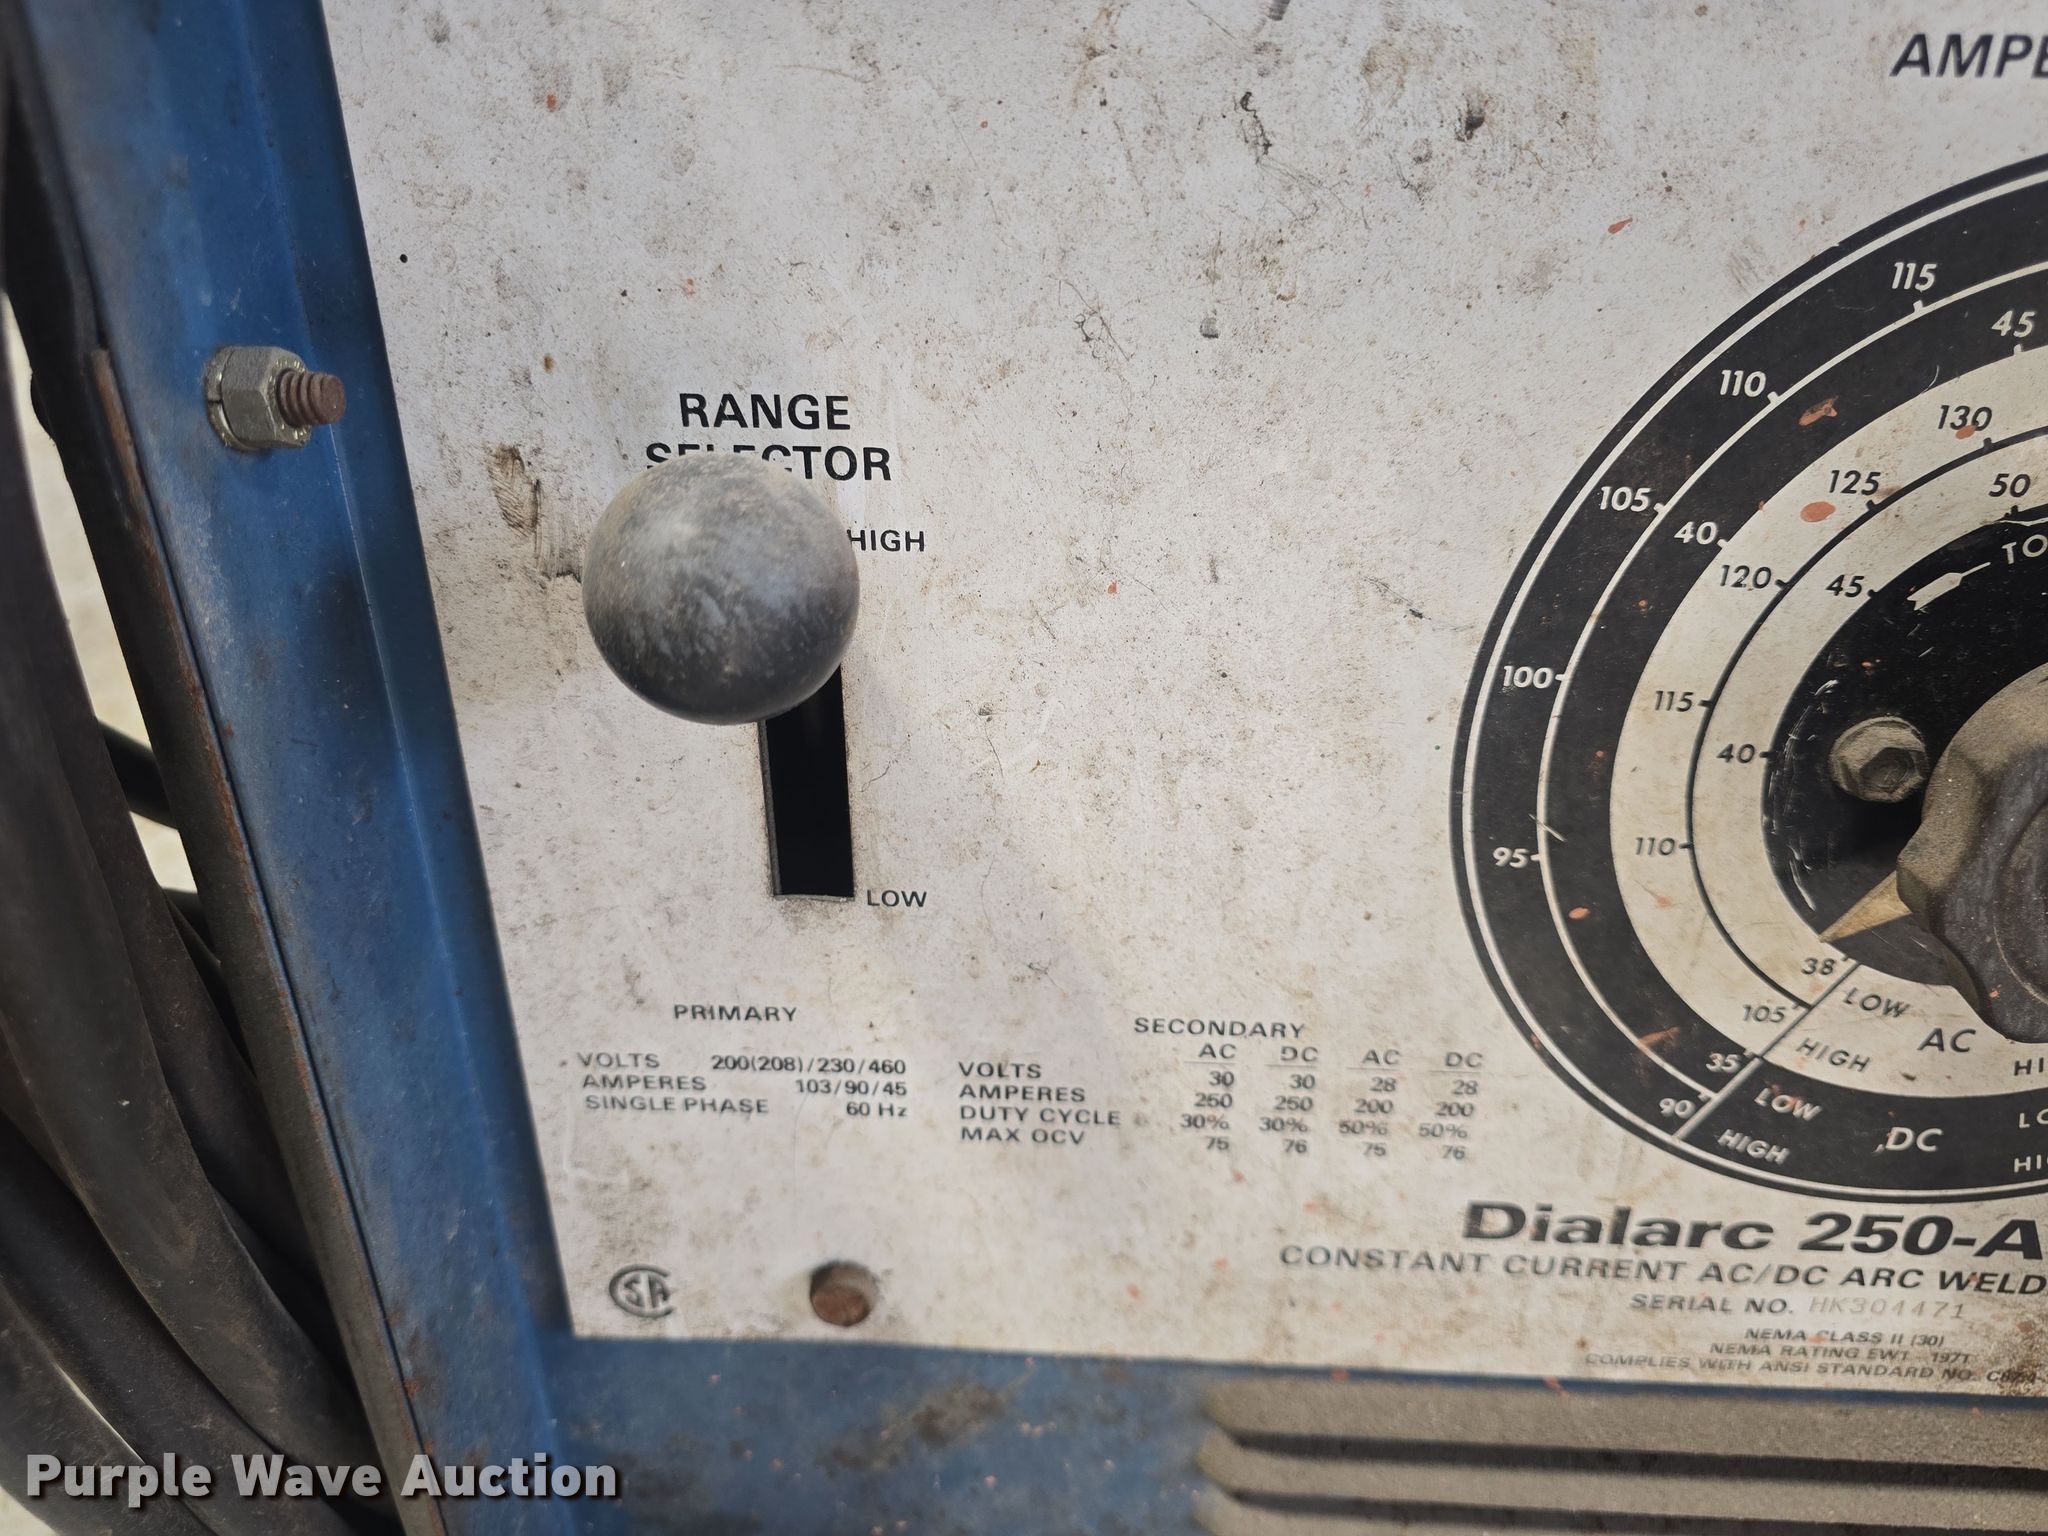 AMPE
RANGE
SELECTOR
HIGH
LOW
115
45
110
130
125
50
105
40
120
45
TO
100
115
40
95
110
38
LOW
105
HIGH
AC
HI
35
LOW
90
HIGH
DC
LO
HI
PRIMARY
VOLTS 200(208)/230/460
AMPERES 103/90/45
SINGLE PHASE 60 Hz
SECONDARY
AC DC AC DC
VOLTS 30 30 28 28
AMPERES 250 250 200 200
DUTY CYCLE 30% 30% 50% 50%
MAX OCV 75 76 75 76
Dialarc 250-A
CONSTANT CURRENT AC/DC ARC WELD
SERIAL NO. HK304471
NEMA CLASS II (30)
NEMA RATING EW1 - 1971
COMPLIES WITH ANSI STANDARD NO.
SA
Purple Wave Auction